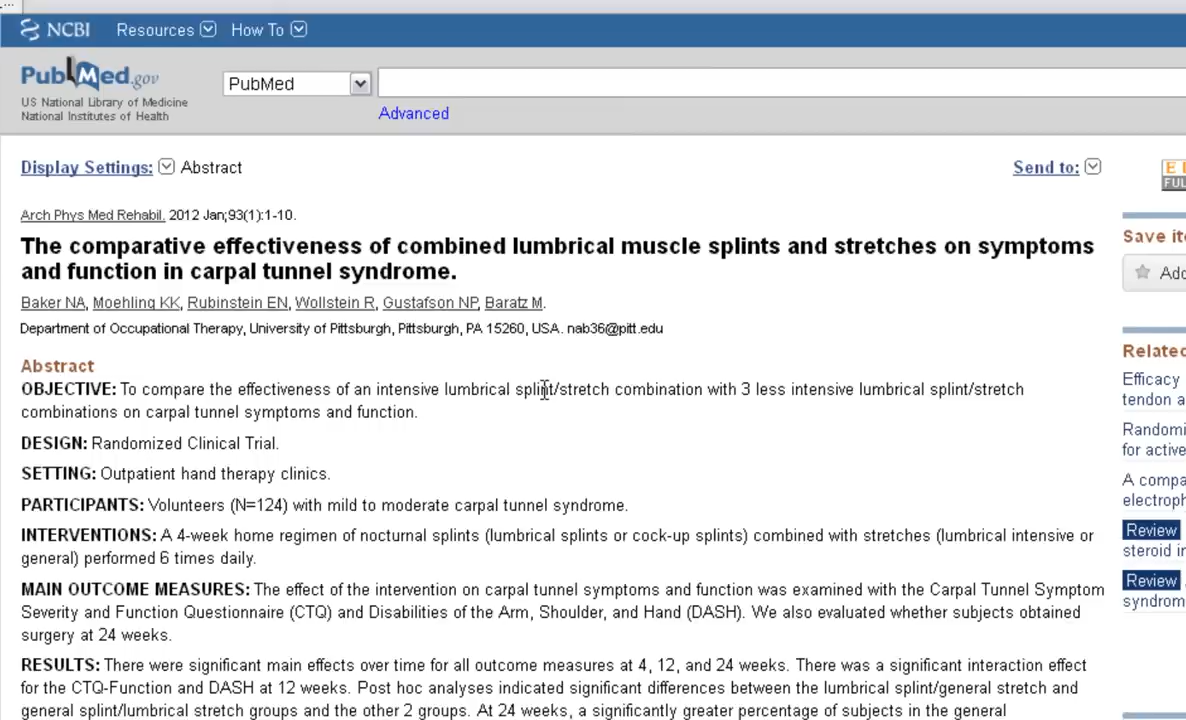 NCBI Resources How To
PubMed.gov
US National Library of Medicine
National Institutes of Health
PubMed
Advanced
Display Settings: Abstract
Send to:
Arch Phys Med Rehabil. 2012 Jan;93(1):1-10.
The comparative effectiveness of combined lumbrical muscle splints and stretches on symptoms
and function in carpal tunnel syndrome.
Baker NA, Moehling KK, Rubinstein EN, Wollstein R, Gustafson NP, Baratz M.
Department of Occupational Therapy, University of Pittsburgh, Pittsburgh, PA 15260, USA. nab36@pitt.edu
Abstract
OBJECTIVE: To compare the effectiveness of an intensive lumbrical splint/stretch combination with 3 less intensive lumbrical splint/stretch
combinations on carpal tunnel symptoms and function.
DESIGN: Randomized Clinical Trial.
SETTING: Outpatient hand therapy clinics.
PARTICIPANTS: Volunteers (N=124) with mild to moderate carpal tunnel syndrome.
INTERVENTIONS: A 4-week home regimen of nocturnal splints (lumbrical splints or cock-up splints) combined with stretches (lumbrical intensive or
general) performed 6 times daily.
MAIN OUTCOME MEASURES: The effect of the intervention on carpal tunnel symptoms and function was examined with the Carpal Tunnel Symptom
Severity and Function Questionnaire (CTQ) and Disabilities of the Arm, Shoulder, and Hand (DASH). We also evaluated whether subjects obtained
surgery at 24 weeks.
RESULTS: There were significant main effects over time for all outcome measures at 4, 12, and 24 weeks. There was a significant interaction effect
for the CTQ-Function and DASH at 12 weeks. Post hoc analyses indicated significant differences between the lumbrical splint/general stretch and
general splint/lumbrical stretch groups and the other 2 groups. At 24 weeks, a significantly greater percentage of subjects in the general
FUL
Save it
Add
Related
Efficacy
tendon a
Randomi
for active
A compa
electroph
Review
steroid in
Review
syndrom